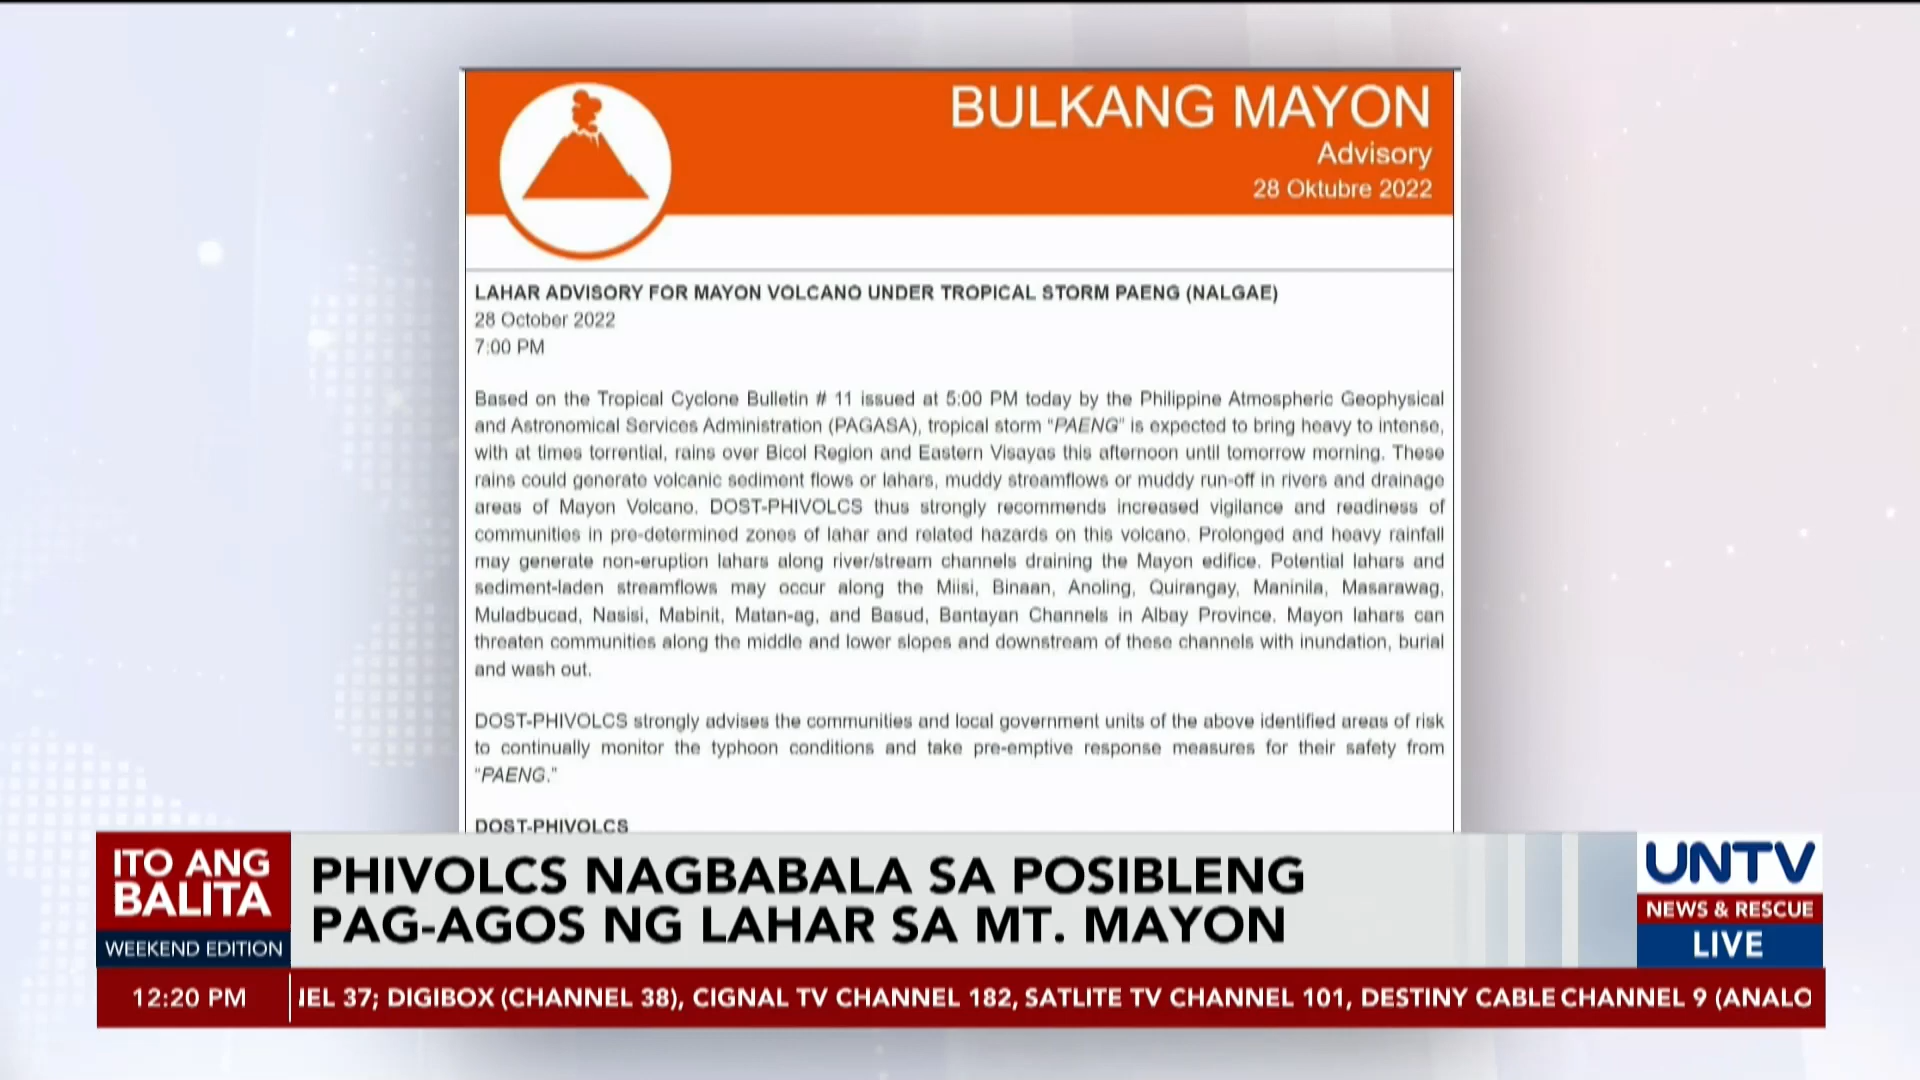 BULKANG MAYON
Advisory
28 Oktubre 2022
LAHAR ADVISORY FOR MAYON VOLCANO UNDER TROPICAL STORM PAENG (NALGAE)
28 October 2022
7:00 PM
Based on the Tropical Cyclone Bulletin # 11 issued at 5:00 PM today by the Philippine Atmospheric Geophysical
and Astronomical Services Administration (PAGASA), tropical storm "PAENG" is expected to bring heavy to intense,
with at times torrential, rains over Bicol Region and Eastern Visayas this afternoon until tomorrow morning. These
rains could generate volcanic sediment flows or lahars, muddy streamflows or muddy run-off in rivers and drainage
areas of Mayon Volcano. DOST-PHIVOLCS thus strongly recommends increased vigilance and readiness of
communities in pre-determined zones of lahar and related hazards on this volcano. Prolonged and heavy rainfall
may generate non-eruption lahars along river/stream channels draining the Mayon edifice. Potential lahars and
sediment-laden streamflows may occur along the Miisi, Binaan, Anoling, Quirangay, Maninila, Masarawag,
Muladbucad, Nasisi, Mabinit, Matan-ag, and Basud, Bantayan Channels in Albay Province. Mayon lahars can
threaten communities along the middle and lower slopes and downstream of these channels with inundation, burial
and wash out.
DOST-PHIVOLCS strongly advises the communities and local government units of the above identified areas of risk
to continually monitor the typhoon conditions and take pre-emptive response measures for their safety from
"PAENG."
DOST-PHIVOLCS
ITO ANG
BALITA
WEEKEND EDITION
PHIVOLCS NAGBABALA SA POSIBLENG
PAG-AGOS NG LAHAR SA MT. MAYON
UNTV
NEWS & RESCUE
LIVE
12:20 PM
NEL 37; DIGIBOX (CHANNEL 38), CIGNAL TV CHANNEL 182, SATLITE TV CHANNEL 101, DESTINY CABLE CHANNEL 9 (ANALO